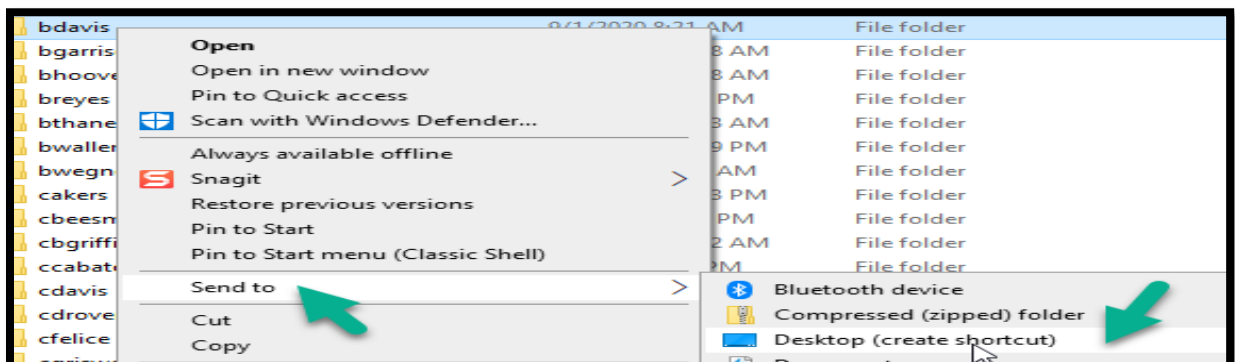 bdavis 9/1/2020 8:21 AM File folder
Open
bgarris 8 AM File folder
Open in new window
bhoove 8 AM File folder
Pin to Quick access
breyes PM File folder
Scan with Windows Defender...
bthane 3 AM File folder
bwaller 9 PM File folder
Always available offline
bwegn AM File folder
Snagit >
cakers 3 PM File folder
Restore previous versions
cbeesm PM File folder
Pin to Start
cbgriffi 2 AM File folder
Pin to Start menu (Classic Shell)
ccabat PM File folder
cdavis Send to >
Bluetooth device
cdrove Cut
Compressed (zipped) folder
cfelice Copy
Desktop (create shortcut)